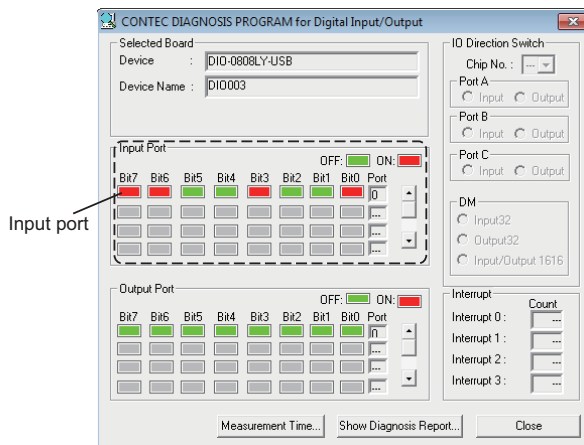 CONTEC DIAGNOSIS PROGRAM for Digital Input/Output
Selected Board
Device : DIO-0808LY-USB
Device Name : DIO003
Input Port
OFF: ON:
Bit7 Bit6 Bit5 Bit4 Bit3 Bit2 Bit1 Bit0 Port
0
---
---
---
Input port
Output Port
OFF: ON:
Bit7 Bit6 Bit5 Bit4 Bit3 Bit2 Bit1 Bit0 Port
0
---
---
---
IO Direction Switch
Chip No. : ---
Port A
Input Output
Port B
Input Output
Port C
Input Output
DM
Input32
Output32
Input/Output 1616
Interrupt
Count
Interrupt 0 : ---
Interrupt 1 : ---
Interrupt 2 : ---
Interrupt 3 : ---
Measurement Time... Show Diagnosis Report... Close